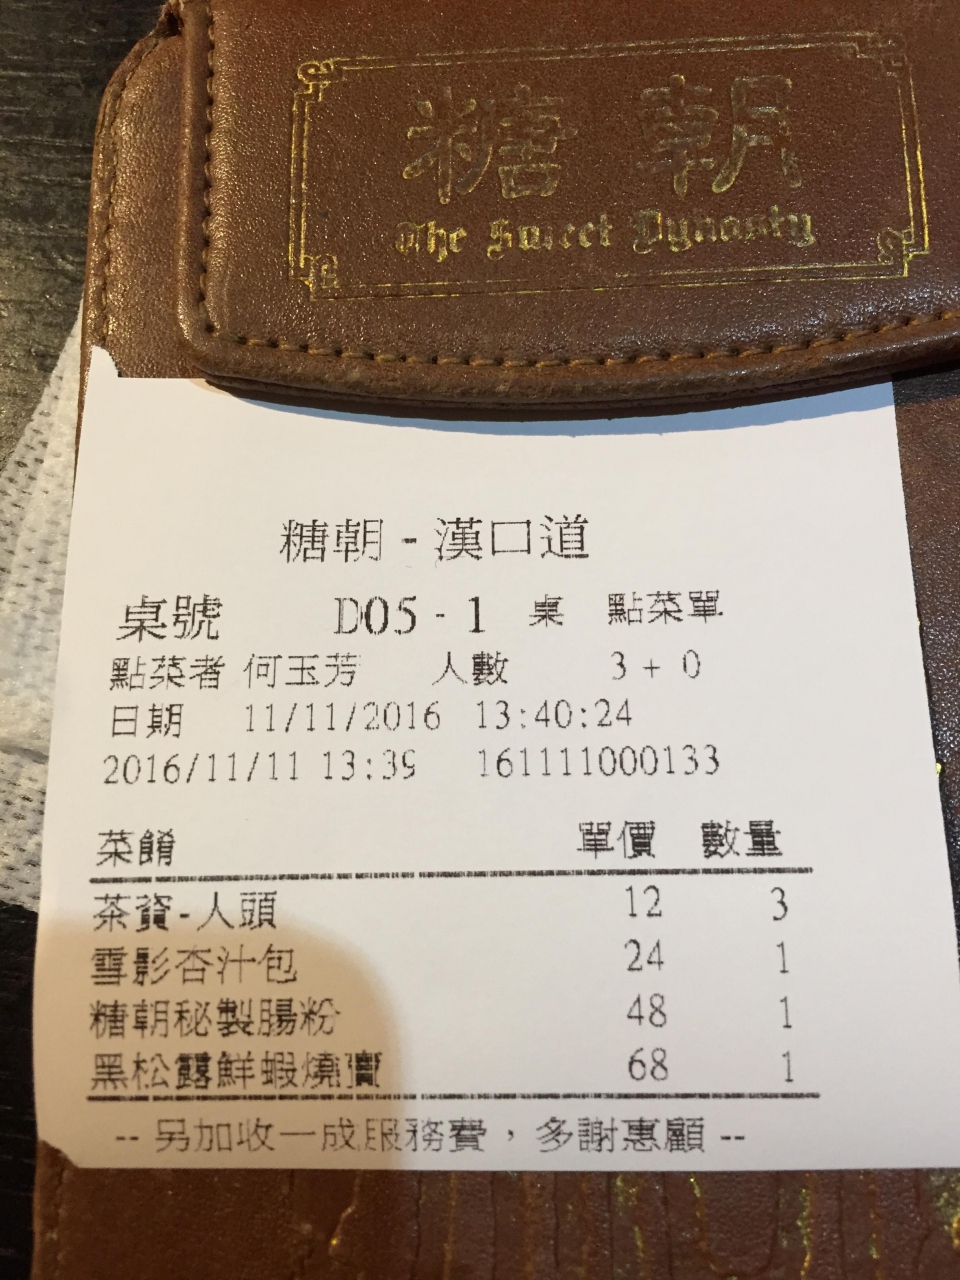 糖朝
The Sweet Dynasty
糖朝 - 漢口道
桌號 D05 - 1 桌 點菜單
點菜者 何玉芳 人數 3 + 0
日期 11/11/2016 13:40:24
2016/11/11 13:39 161111000133
菜餚 單價 數量
茶資-人頭 12 3
雪影杏汁包 24 1
糖朝秘製腸粉 48 1
黑松露鮮蝦燒賣 68 1
-- 另加收一成服務費，多謝惠顧 --